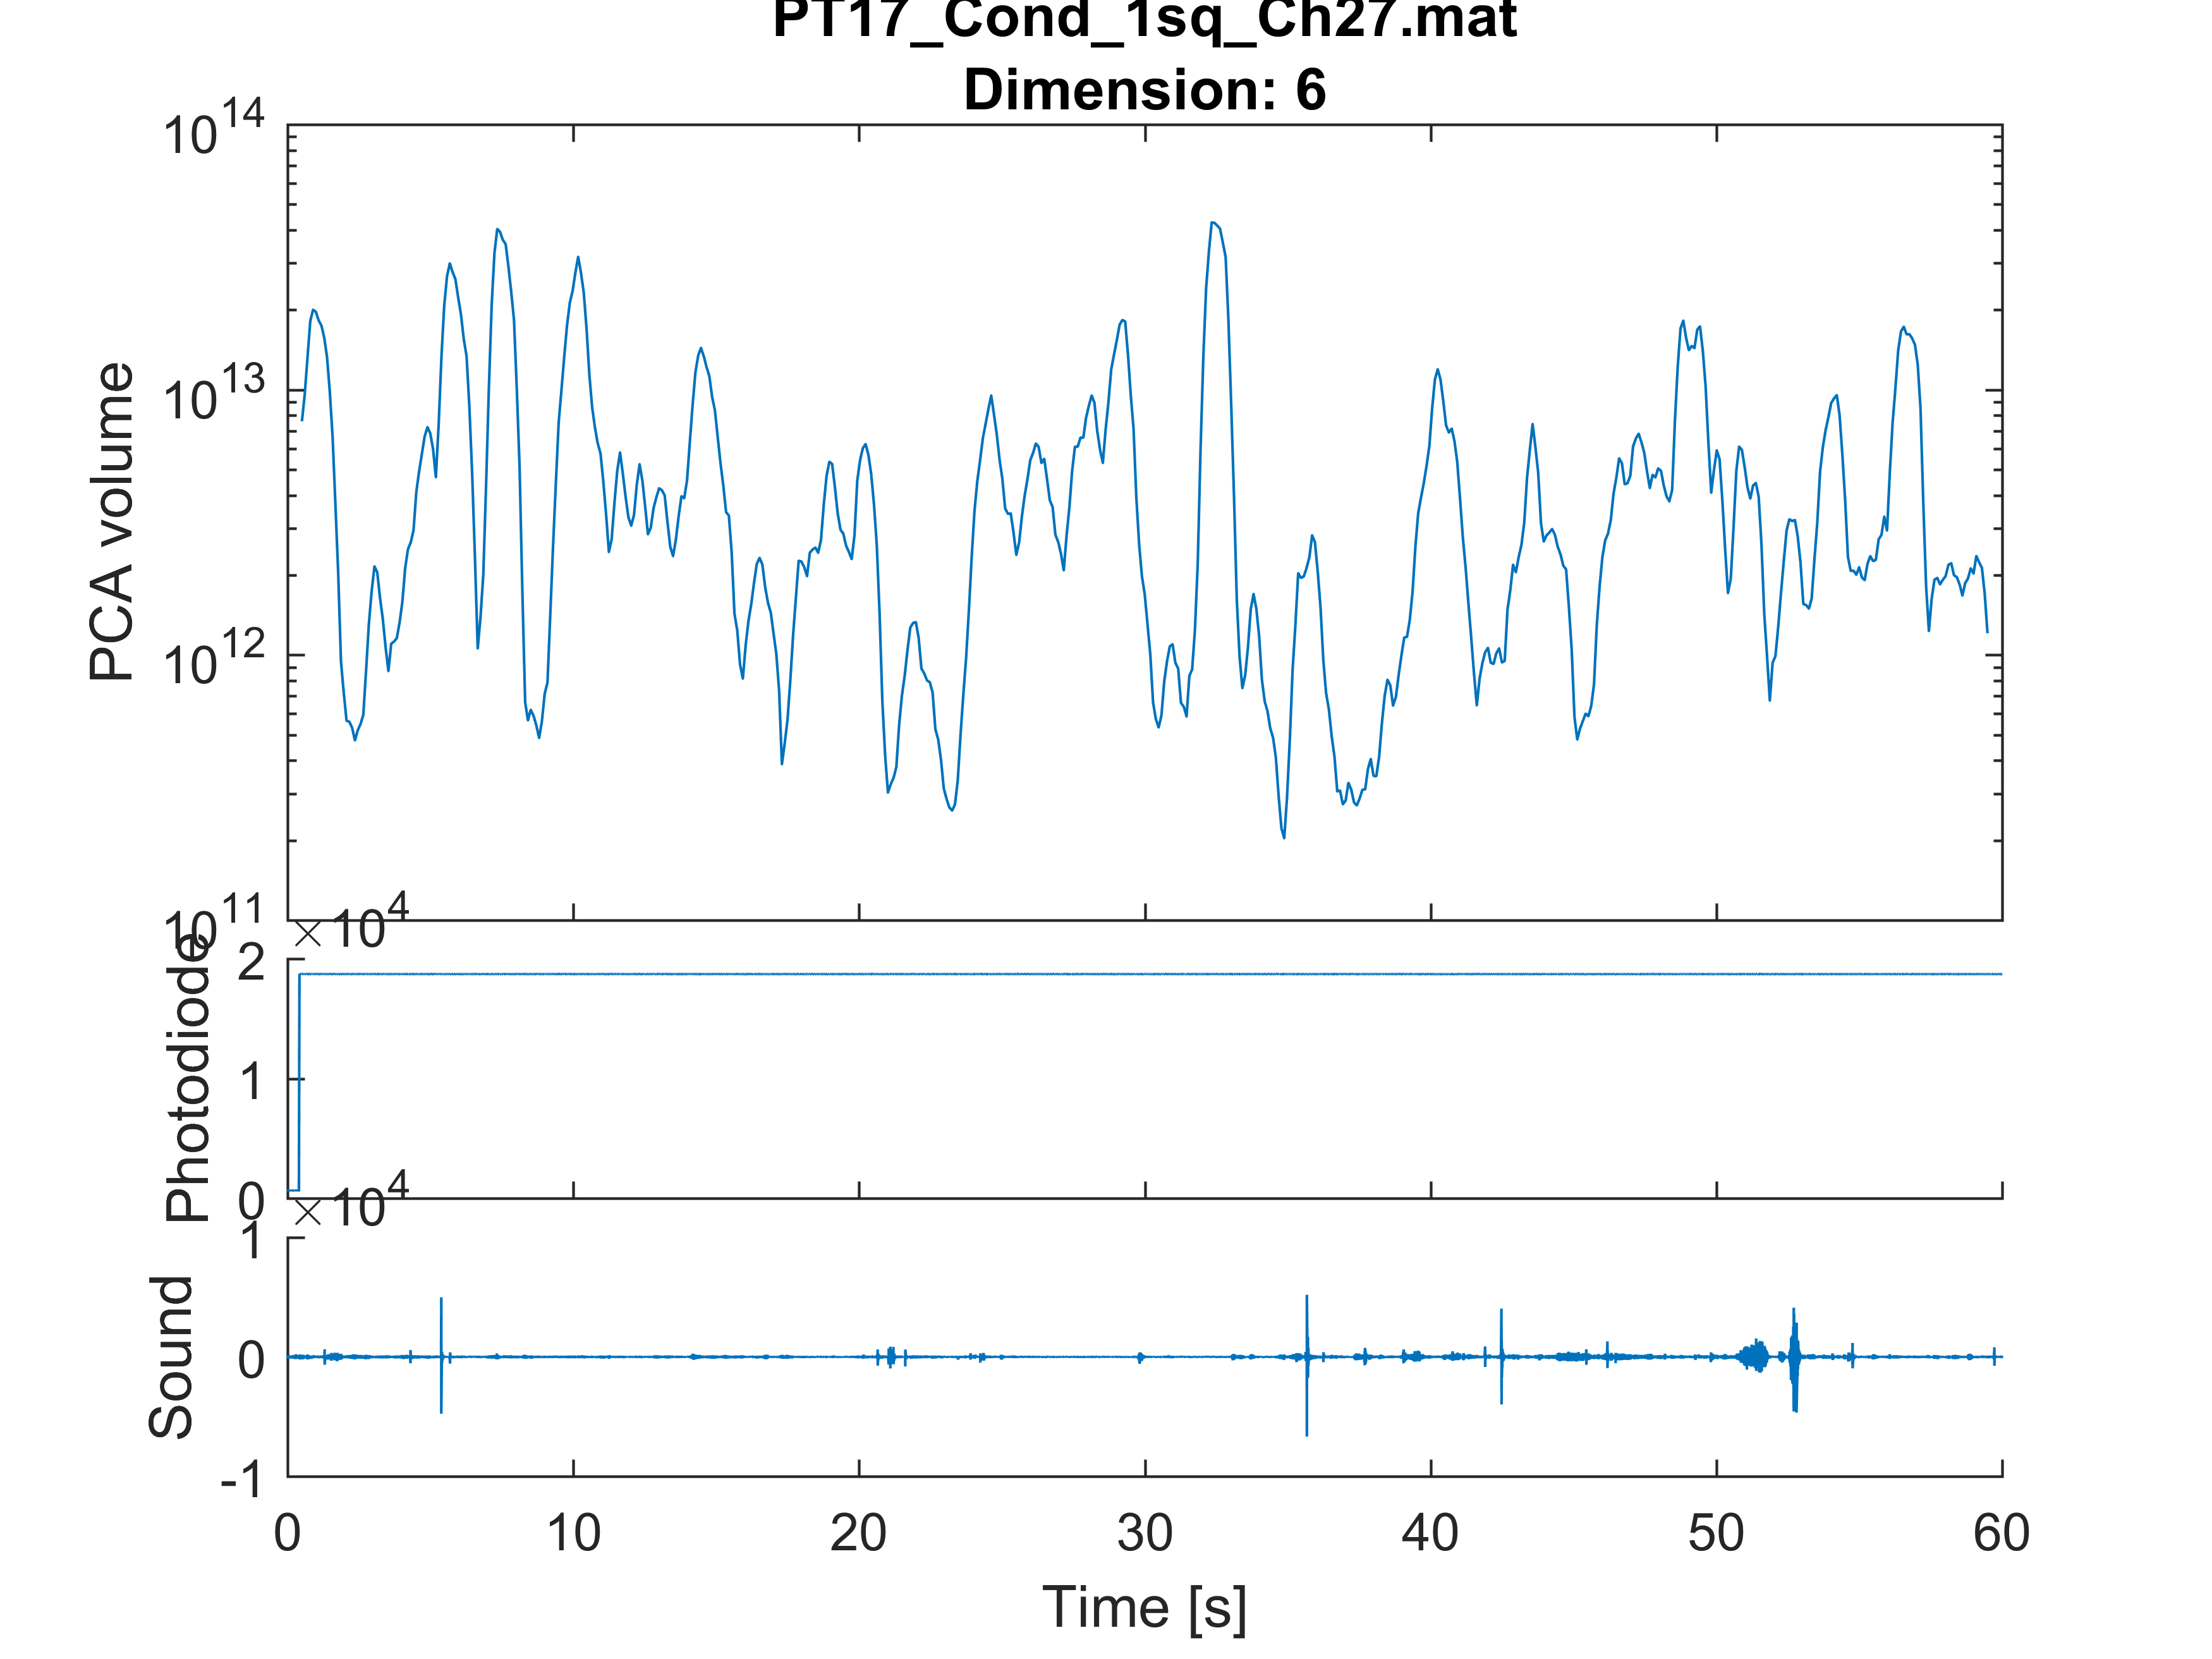 PT17_Cond_1sq_Ch27.mat
Dimension: 6
10^14
10^13
10^12
10^11
PCA volume
× 10^4
2
1
0
Photodiode
× 10^4
1
0
-1
Sound
0 10 20 30 40 50 60
Time [s]